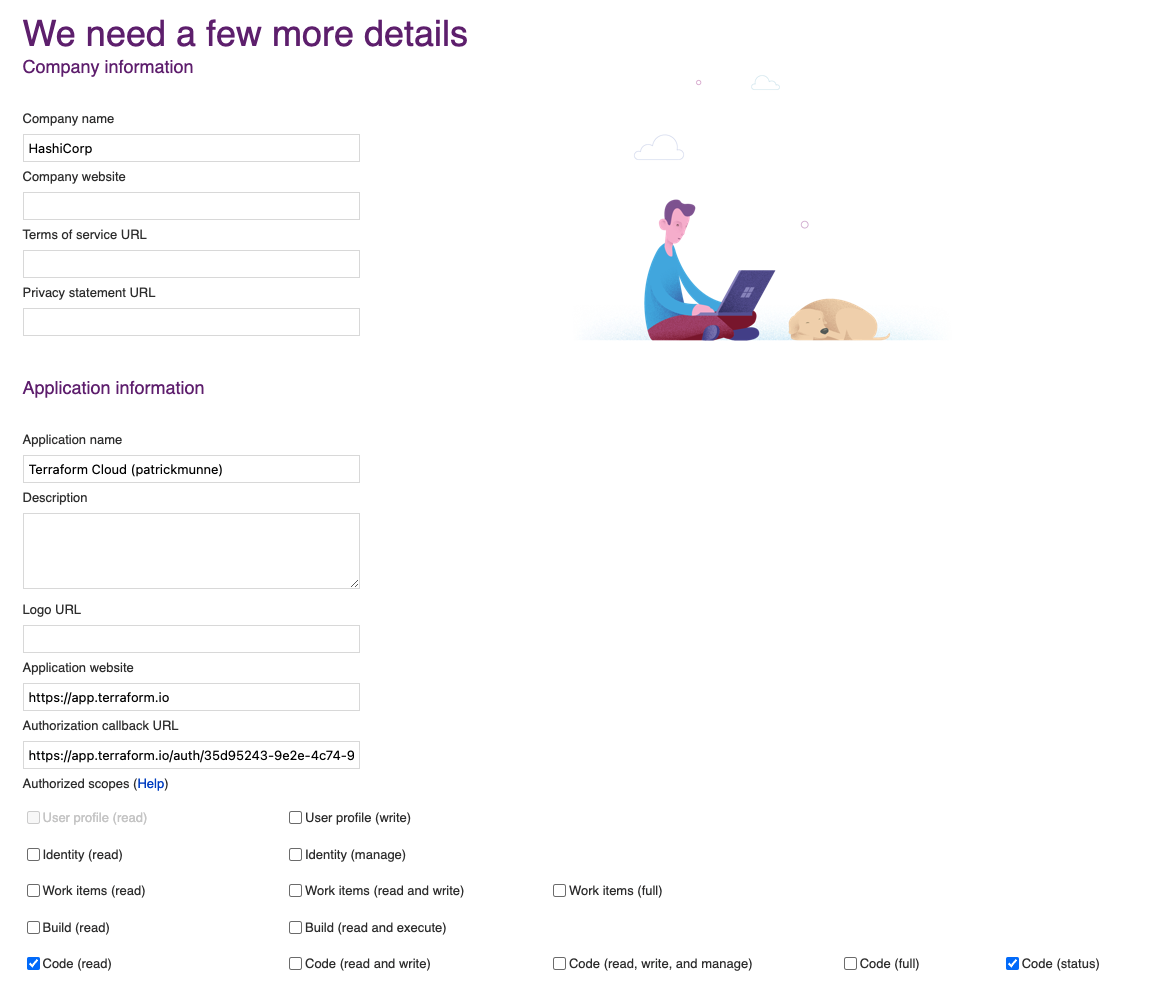 We need a few more details
Company information
Company name
HashiCorp
Company website
Terms of service URL
Privacy statement URL
Application information
Application name
Terraform Cloud (patrickmunne)
Description
Logo URL
Application website
https://app.terraform.io
Authorization callback URL
https://app.terraform.io/auth/35d95243-9e2e-4c74-9
Authorized scopes (Help)
User profile (read) User profile (write)
Identity (read) Identity (manage)
Work items (read) Work items (read and write) Work items (full)
Build (read) Build (read and execute)
Code (read) Code (read and write) Code (read, write, and manage) Code (full) Code (status)